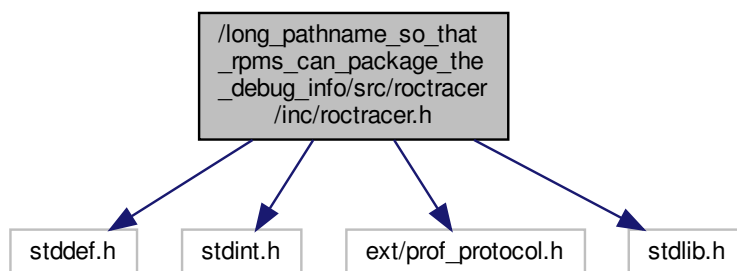 /long_pathname_so_that
_rpms_can_package_the
_debug_info/src/roctracer
/inc/roctracer.h
stddef.h
stdint.h
ext/prof_protocol.h
stdlib.h